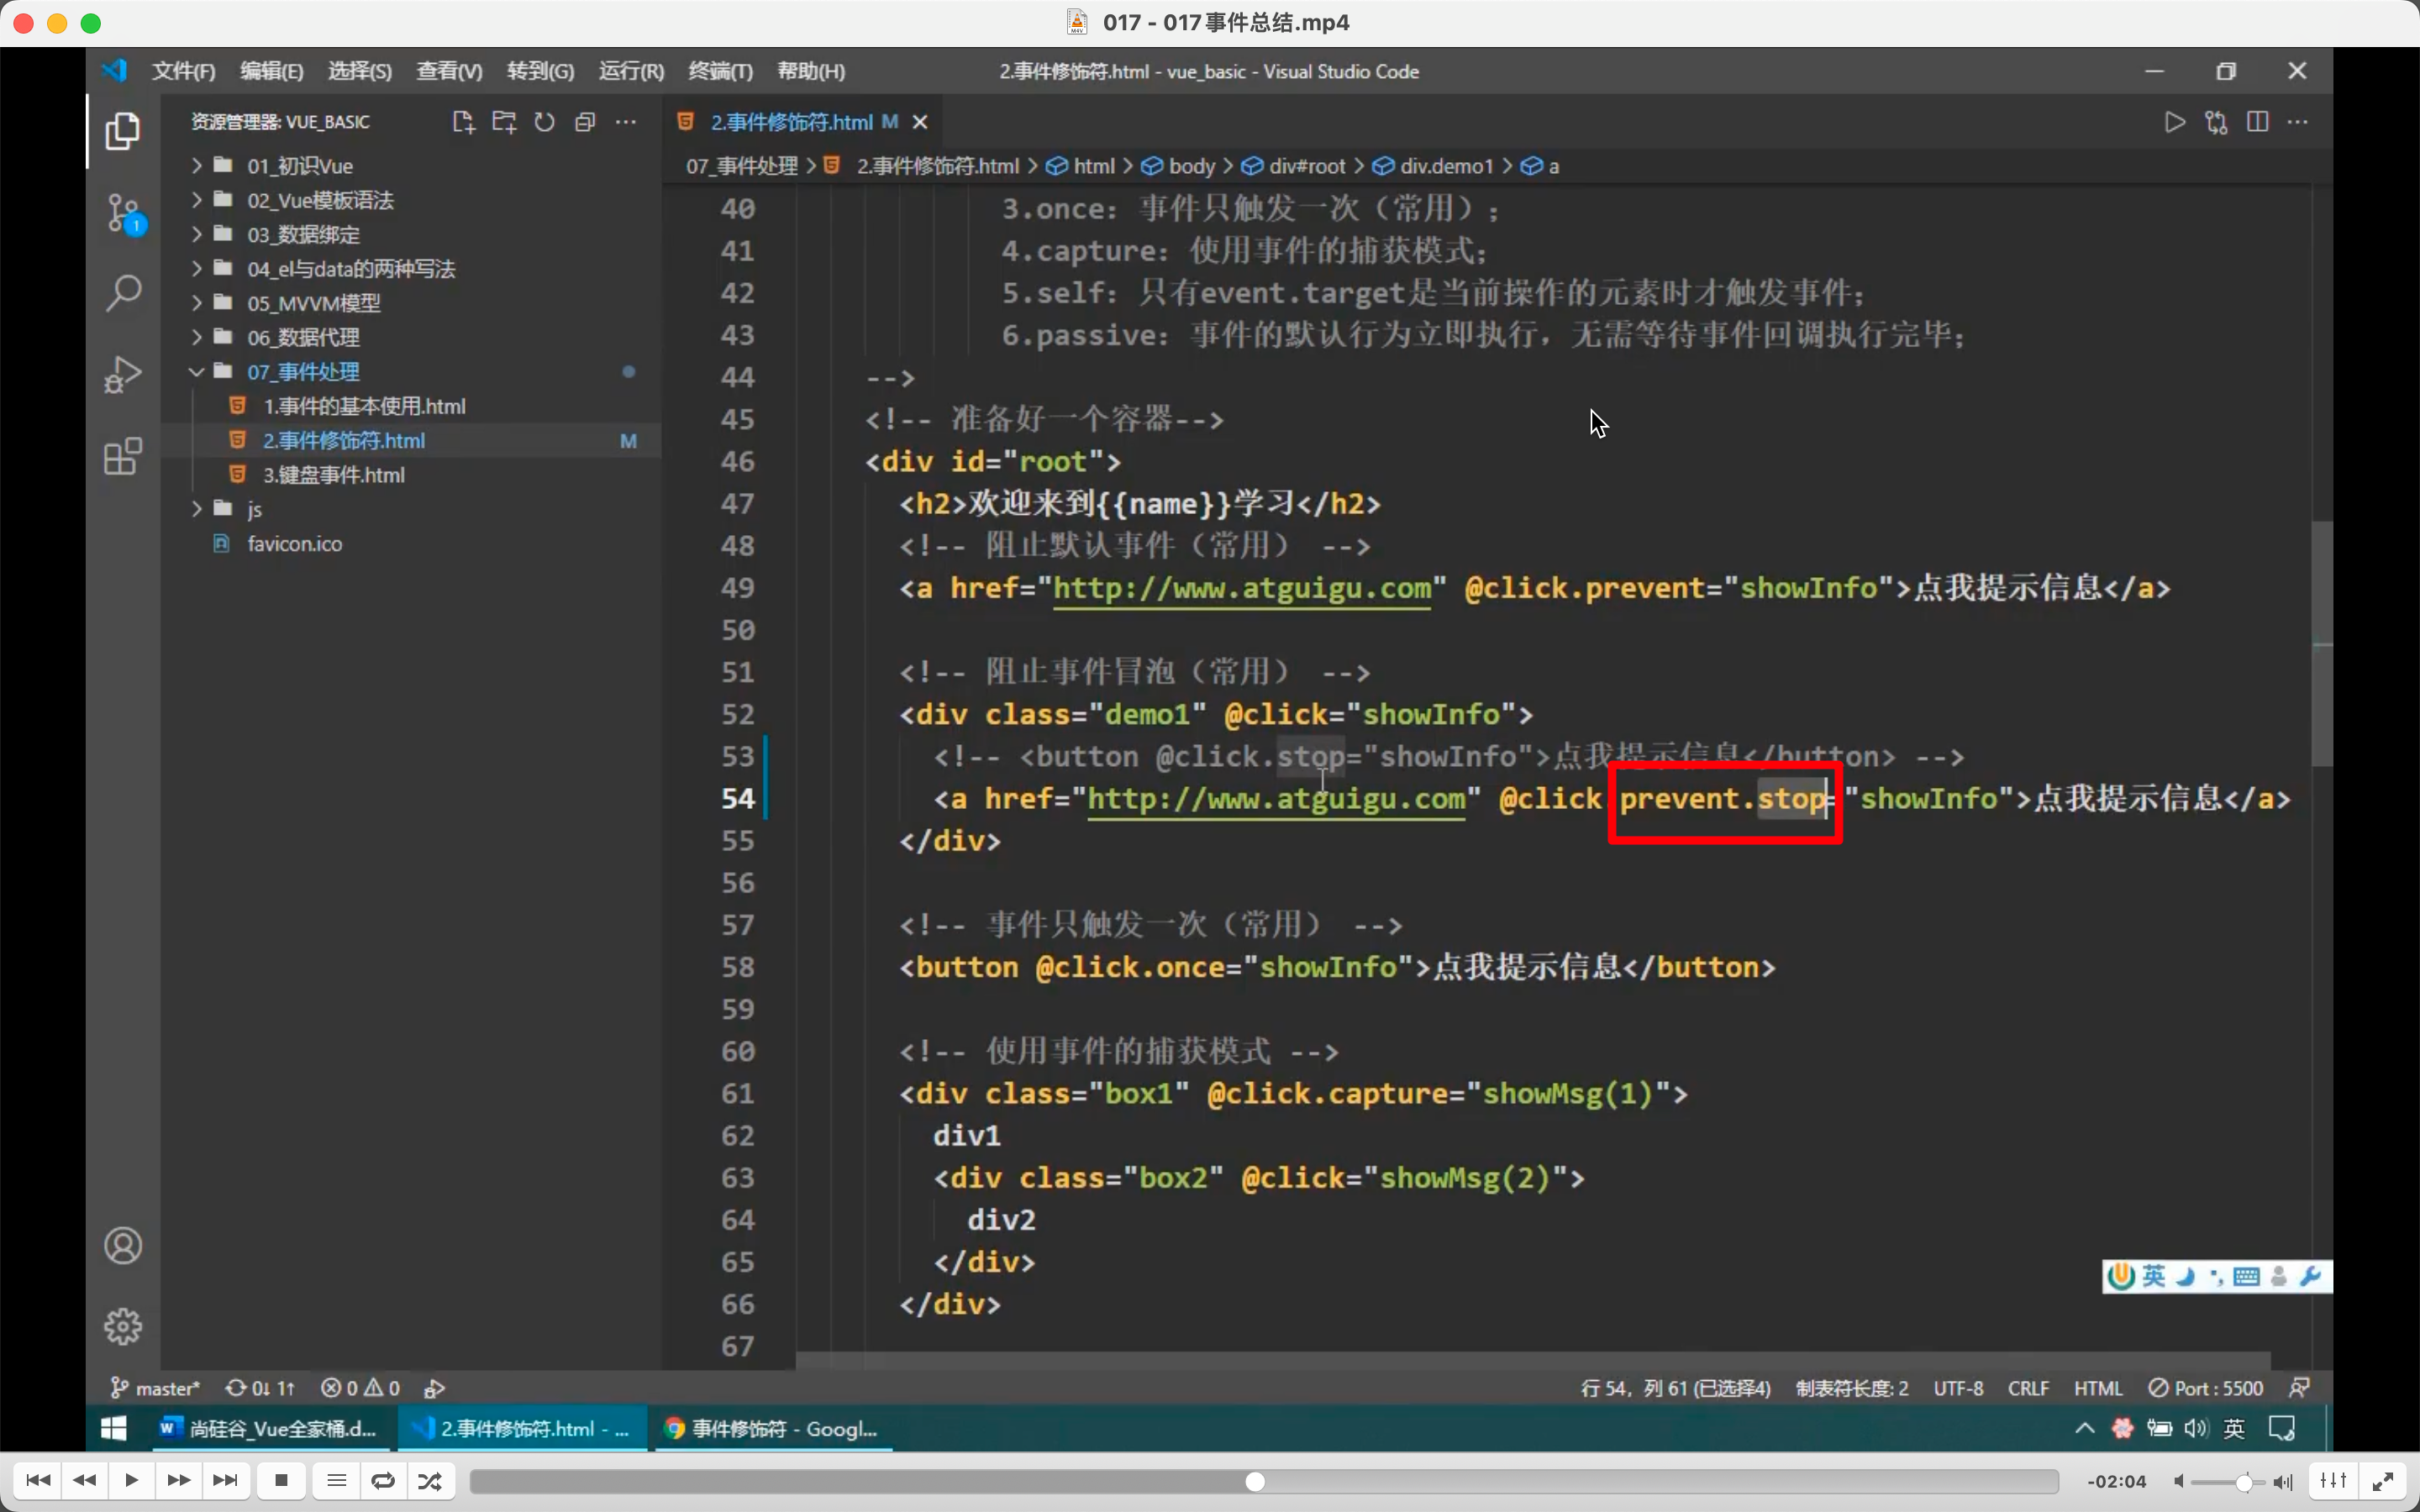 017 - 017事件总结.mp4
文件(F) 编辑(E) 选择(S) 查看(V) 转到(G) 运行(R) 终端(T) 帮助(H)
2.事件修饰符.html - vue_basic - Visual Studio Code
资源管理器: VUE_BASIC
01_初识Vue
02_Vue模板语法
03_数据绑定
04_el与data的两种写法
05_MVVM模型
06_数据代理
07_事件处理
1.事件的基本使用.html
2.事件修饰符.html M
3.键盘事件.html
js
favicon.ico
1
2.事件修饰符.html M
07_事件处理 > 2.事件修饰符.html > html > body > div#root > div.demo1 > a
40 3.once：事件只触发一次（常用）；
41 4.capture：使用事件的捕获模式；
42 5.self：只有event.target是当前操作的元素时才触发事件；
43 6.passive：事件的默认行为立即执行，无需等待事件回调执行完毕；
44 -->
45 <!-- 准备好一个容器-->
46 <div id="root">
47 <h2>欢迎来到{{name}}学习</h2>
48 <!-- 阻止默认事件（常用） -->
49 <a href="http://www.atguigu.com" @click.prevent="showInfo">点我提示信息</a>
50
51 <!-- 阻止事件冒泡（常用） -->
52 <div class="demo1" @click="showInfo">
53 <!-- <button @click.stop="showInfo">点我提示信息</button> -->
54 <a href="http://www.atguigu.com" @click.prevent.stop="showInfo">点我提示信息</a>
55 </div>
56
57 <!-- 事件只触发一次（常用） -->
58 <button @click.once="showInfo">点我提示信息</button>
59
60 <!-- 使用事件的捕获模式 -->
61 <div class="box1" @click.capture="showMsg(1)">
62 div1
63 <div class="box2" @click="showMsg(2)">
64 div2
65 </div>
66 </div>
67
英
master* 0↓ 1↑ 0 0
行 54，列 61 (已选择4) 制表符长度: 2 UTF-8 CRLF HTML Port : 5500
尚硅谷_Vue全家桶.d...
2.事件修饰符.html - ...
事件修饰符 - Googl...
英
-02:04